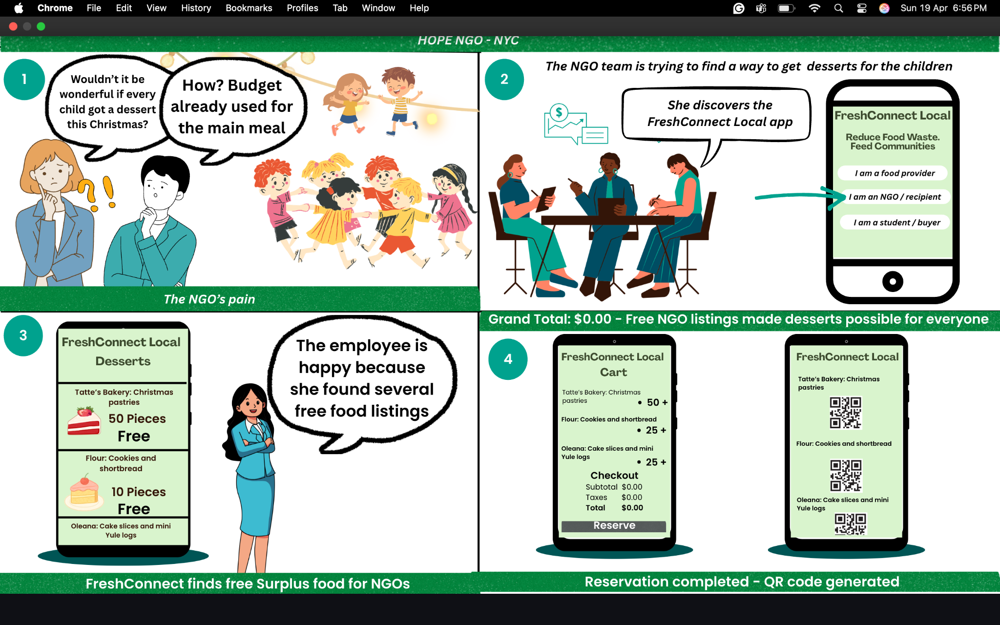 Chrome File Edit View History Bookmarks Profiles Tab Window Help Sun 19 Apr 6:56 PM
HOPE NGO - NYC
1
Wouldn't it be
wonderful if every
child got a dessert
this Christmas?
How? Budget
already used for
the main meal
The NGO's pain
2
The NGO team is trying to find a way to get desserts for the children
$
She discovers the
FreshConnect Local app
FreshConnect Local
Reduce Food Waste.
Feed Communities
I am a food provider
I am an NGO / recipient
I am a student / buyer
3
FreshConnect Local
Desserts
Tatte's Bakery: Christmas
pastries
50 Pieces
Free
Flour: Cookies and
shortbread
10 Pieces
Free
Oleana: Cake slices and mini
Yule logs
The employee is
happy because
she found several
free food listings
FreshConnect finds free Surplus food for NGOs
Grand Total: $0.00 - Free NGO listings made desserts possible for everyone
4
FreshConnect Local
Cart
Tatte's Bakery: Christmas
pastries
• 50 +
Flour: Cookies and shortbread
• 25 +
Oleana: Cake slices and mini
Yule logs
• 25 +
Checkout
Subtotal $0.00
Taxes $0.00
Total $0.00
Reserve
FreshConnect Local
Tatte's Bakery: Christmas
pastries
Flour: Cookies and shortbread
Oleana: Cake slices and mini
Yule logs
Reservation completed - QR code generated